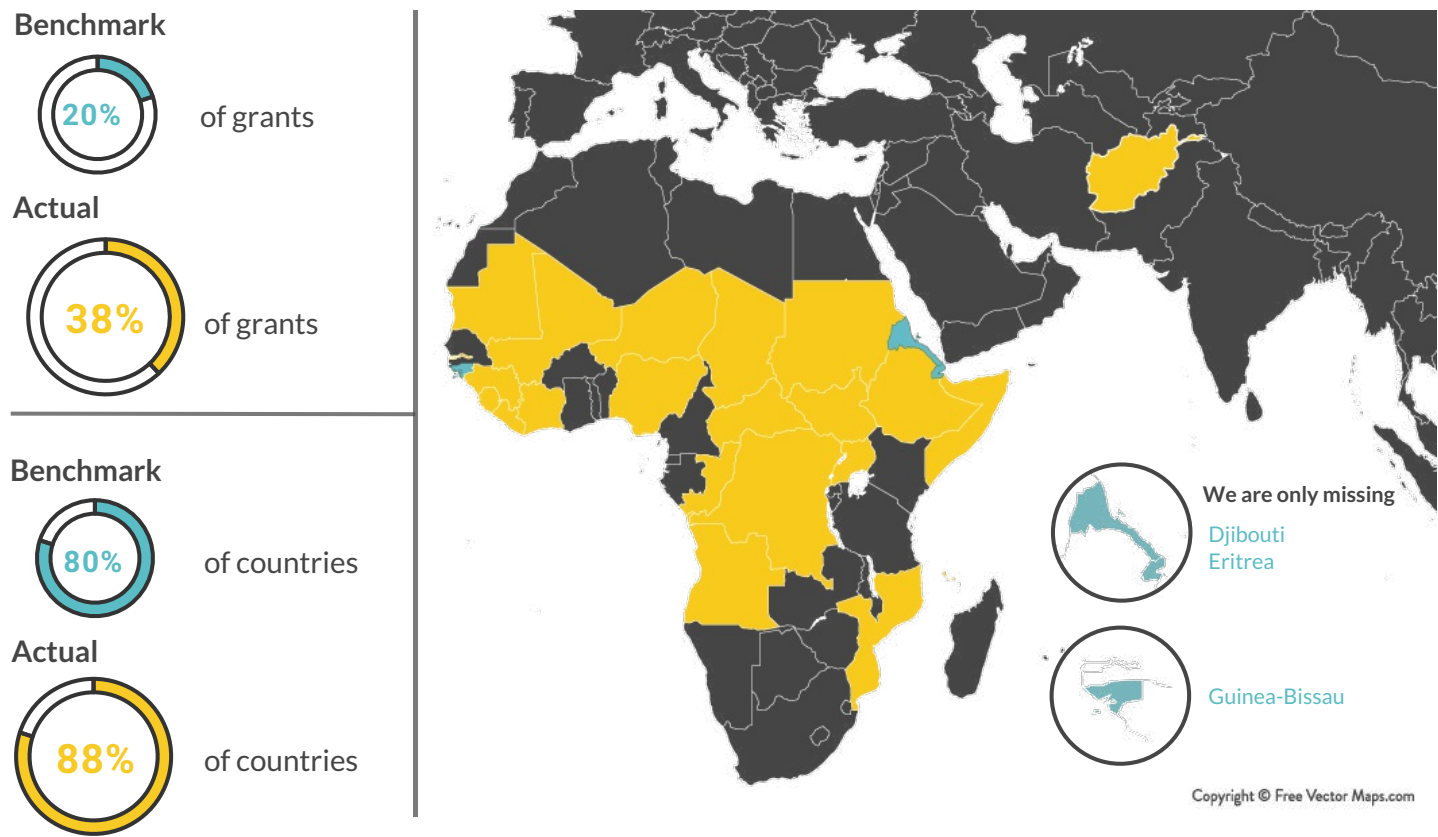 Benchmark
20%
of grants
Actual
38%
of grants
Benchmark
80%
of countries
Actual
88%
of countries
We are only missing
Djibouti
Eritrea
Guinea-Bissau
Copyright © Free Vector Maps.com